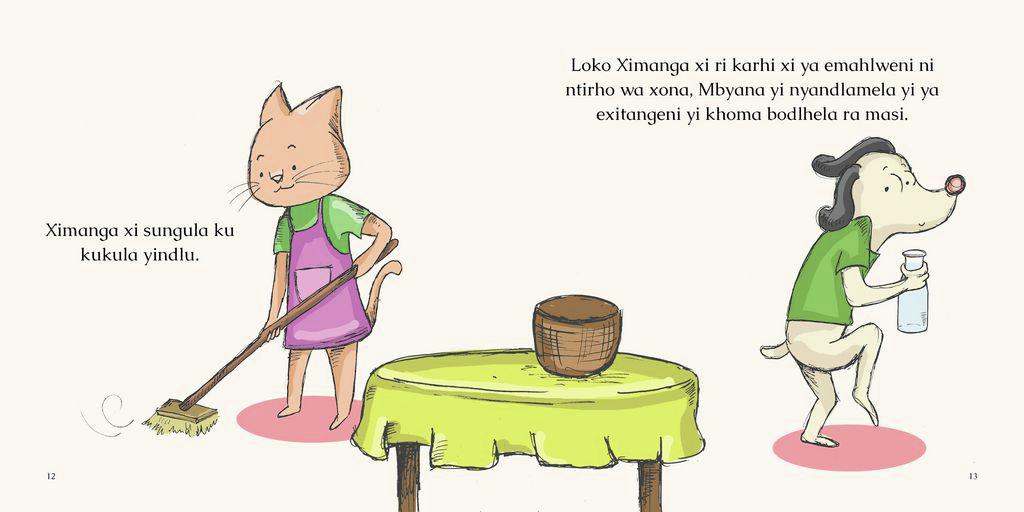 Ximanga xi sungula ku
kukula yindlu.
12
Loko Ximanga xi ri karhi xi ya emahlweni ni
ntirho wa xona, Mbyana yi nyandlamela yi ya
exitangeni yi khoma bodlhela ra masi.
13